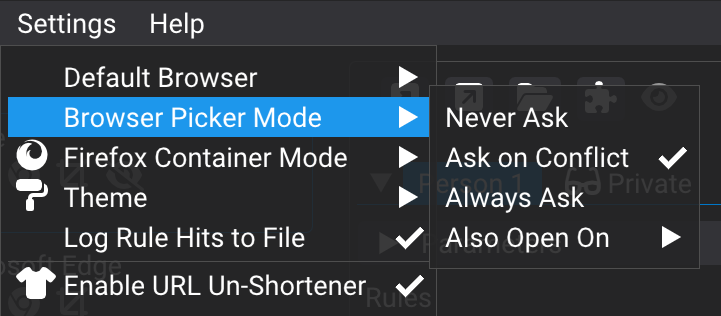 Settings Help
Default Browser
Browser Picker Mode
Never Ask
Firefox Container Mode
Ask on Conflict
Person 1 Private
Theme
Always Ask
Log Rule Hits to File
Also Open On
Parameters
osoft Edge
Enable URL Un-Shortener
Rules